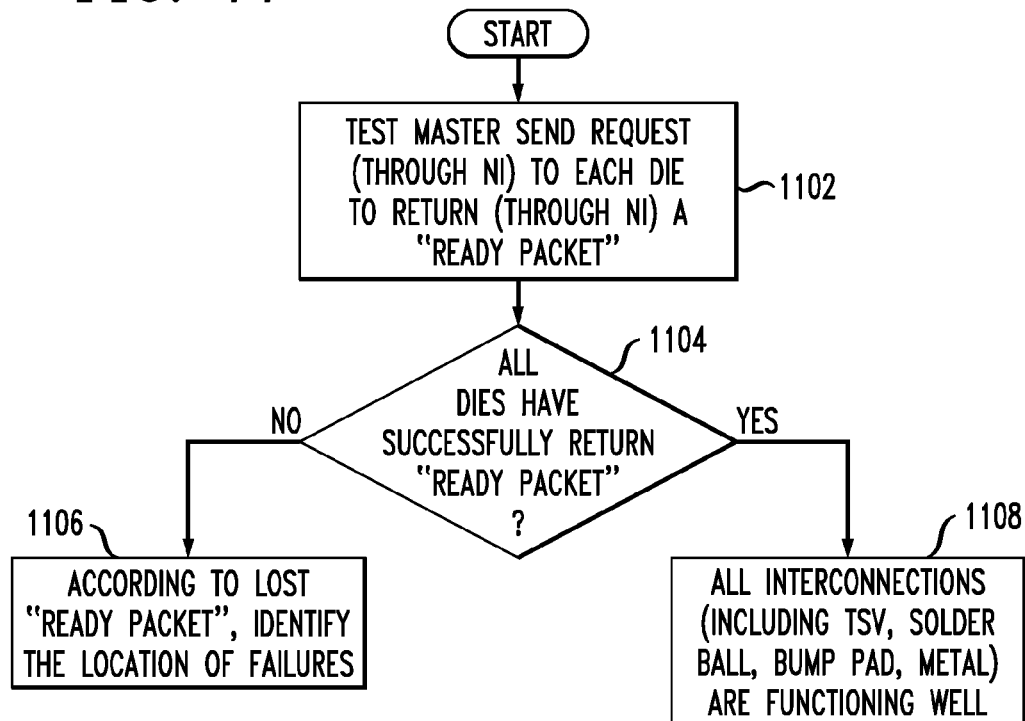 START
TEST MASTER SEND REQUEST
(THROUGH NI) TO EACH DIE
TO RETURN (THROUGH NI) A
"READY PACKET"
1102
1104
ALL
DIES HAVE
SUCCESSFULLY RETURN
"READY PACKET"
?
NO
YES
1106
ACCORDING TO LOST
"READY PACKET", IDENTIFY
THE LOCATION OF FAILURES
1108
ALL INTERCONNECTIONS
(INCLUDING TSV, SOLDER
BALL, BUMP PAD, METAL)
ARE FUNCTIONING WELL